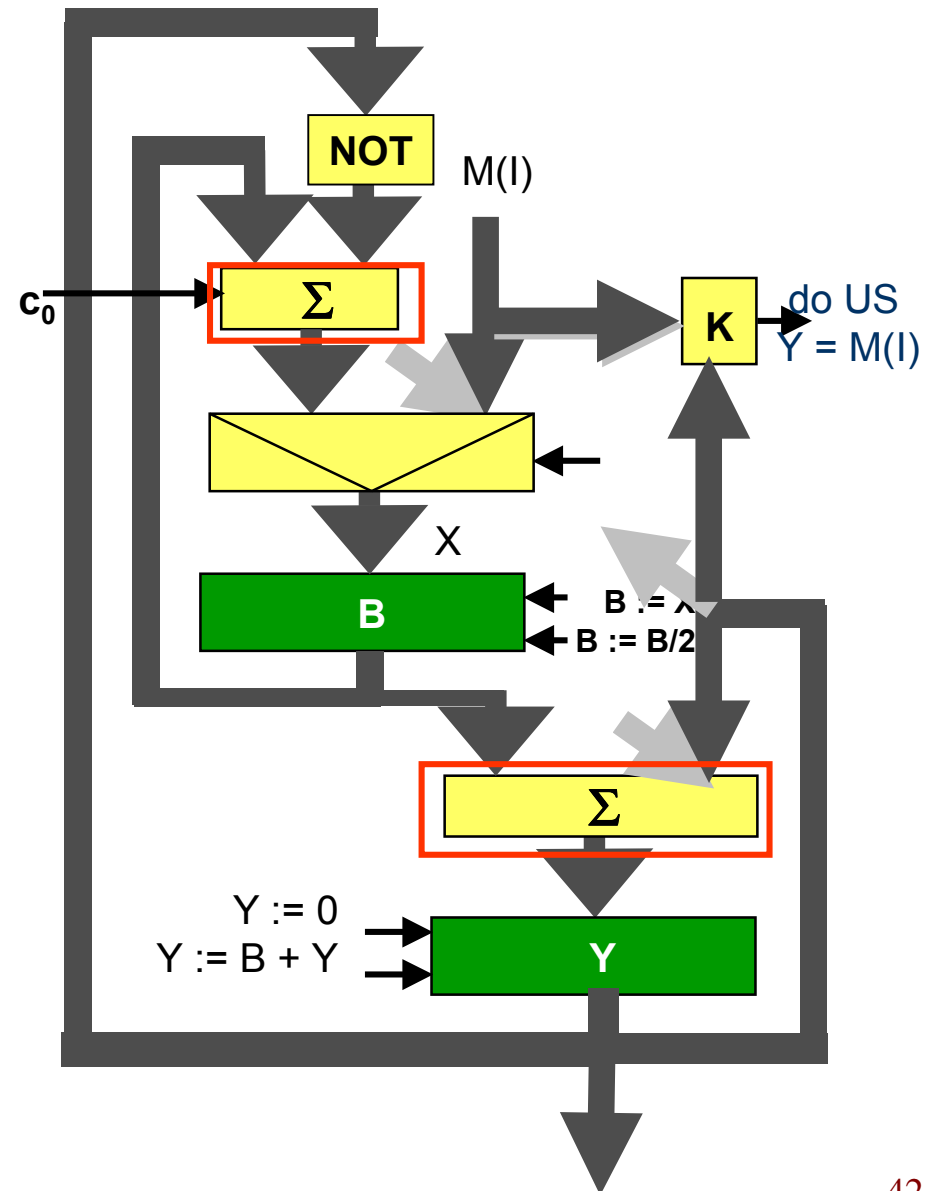 NOT
M(I)
c₀
Σ
K
do US
Y = M(I)
X
B
B := X
B := B/2
Σ
Y := 0
Y := B + Y
Y